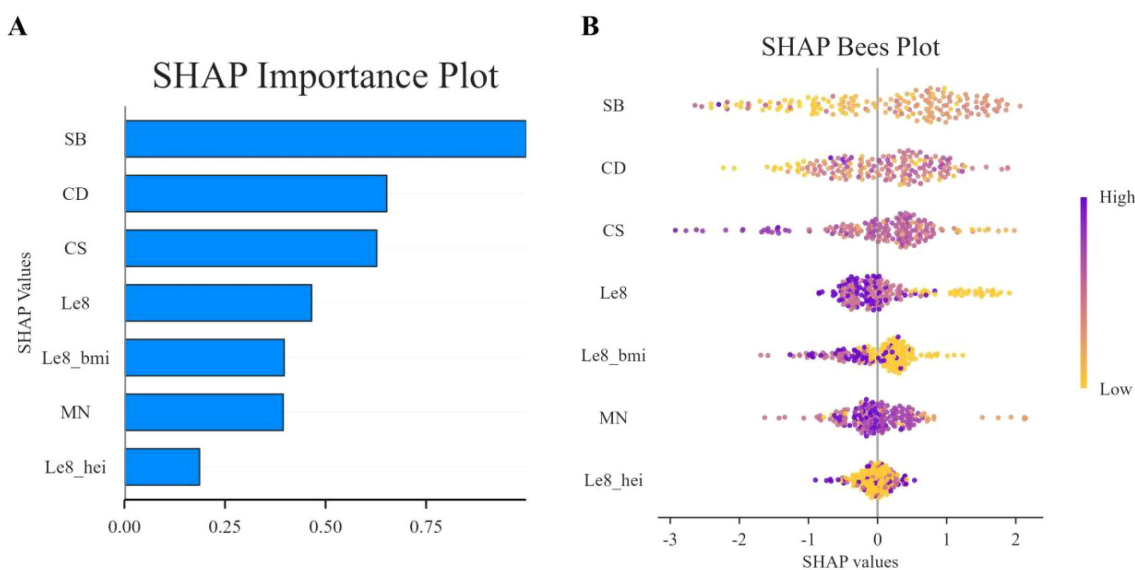 A
SHAP Importance Plot
SHAP Values
SB
CD
CS
Le8
Le8_bmi
MN
Le8_hei
0.00 0.25 0.50 0.75
B
SHAP Bees Plot
SB
CD
CS
Le8
Le8_bmi
MN
Le8_hei
-3 -2 -1 0 1 2
SHAP values
High
Low